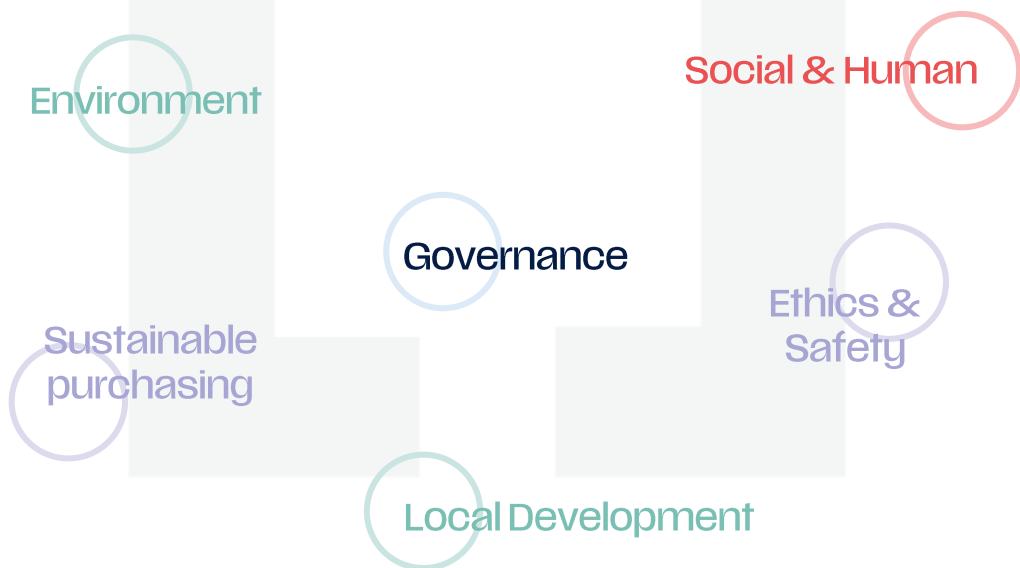 Social & Human
Environment
Governance
Ethics &
Safety
Sustainable
purchasing
Local Development